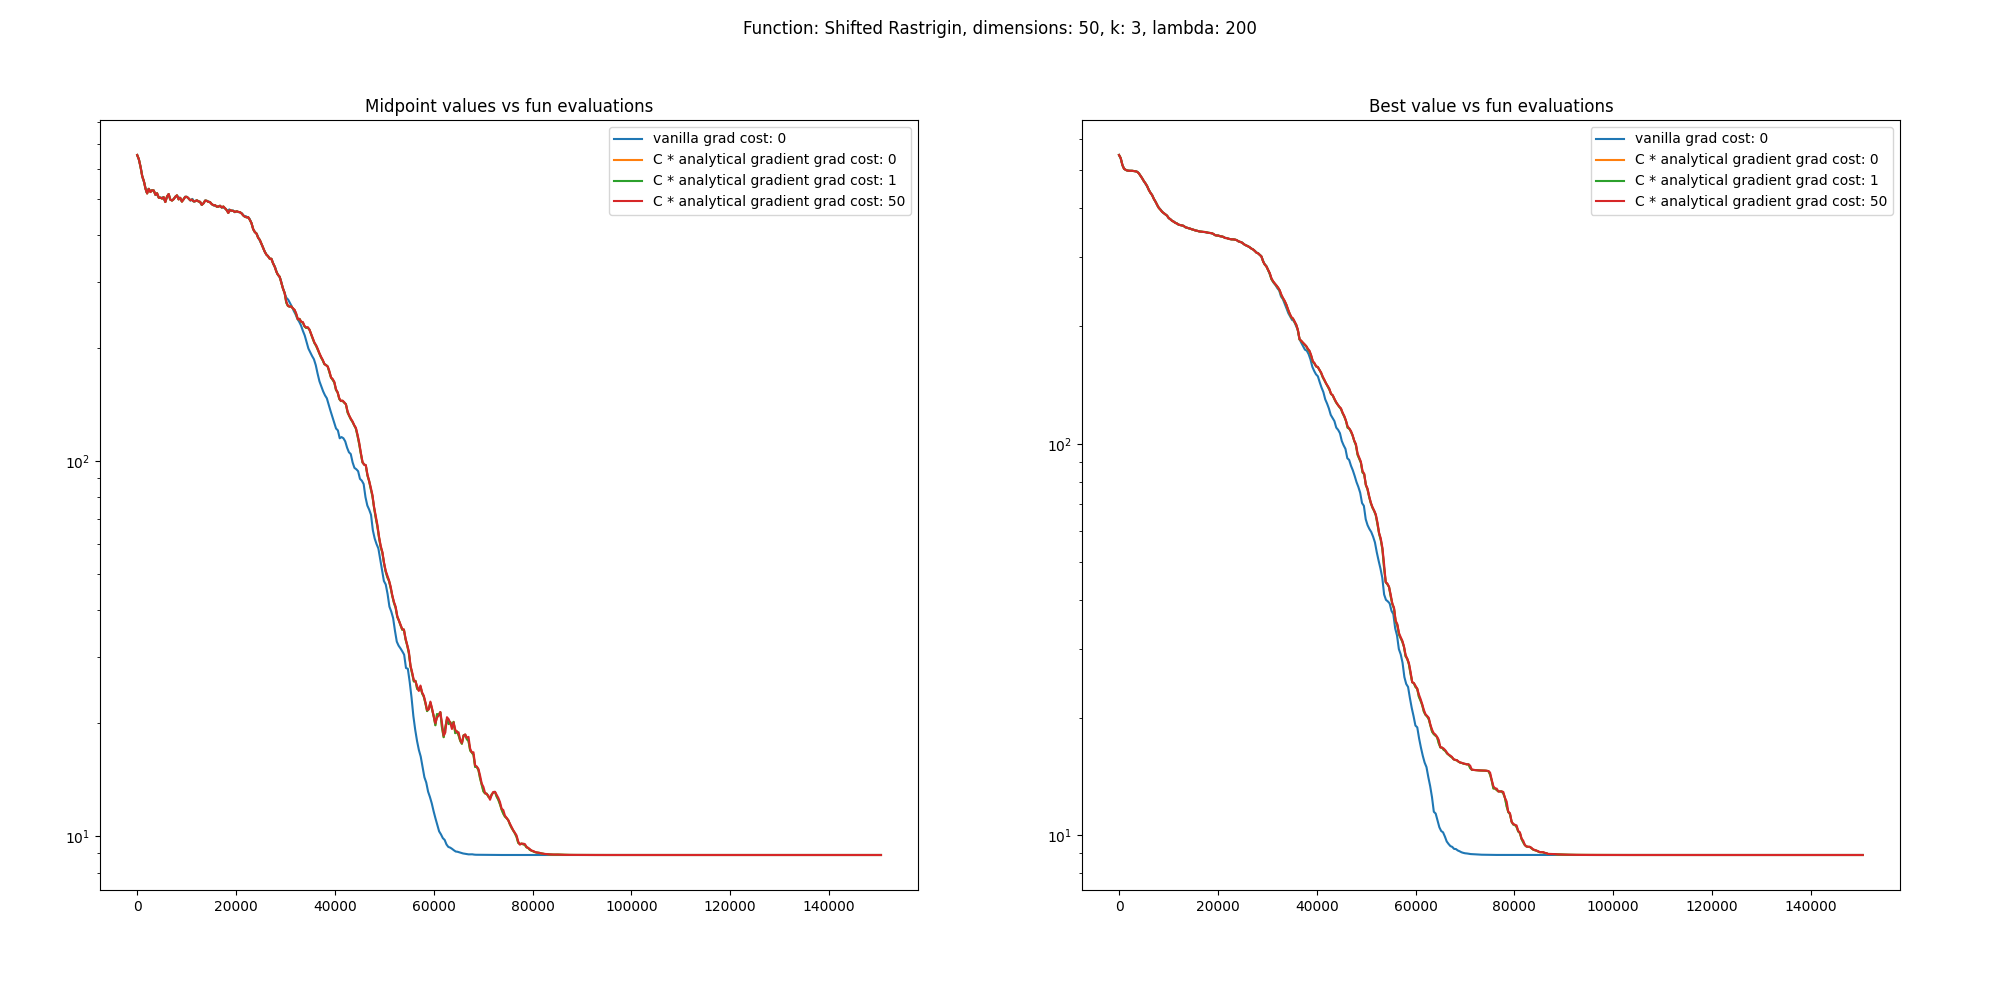 Function: Shifted Rastrigin, dimensions: 50, k: 3, lambda: 200
Midpoint values vs fun evaluations
vanilla grad cost: 0
C * analytical gradient grad cost: 0
C * analytical gradient grad cost: 1
C * analytical gradient grad cost: 50
10²
10¹
0 20000 40000 60000 80000 100000 120000 140000
Best value vs fun evaluations
vanilla grad cost: 0
C * analytical gradient grad cost: 0
C * analytical gradient grad cost: 1
C * analytical gradient grad cost: 50
10²
10¹
0 20000 40000 60000 80000 100000 120000 140000